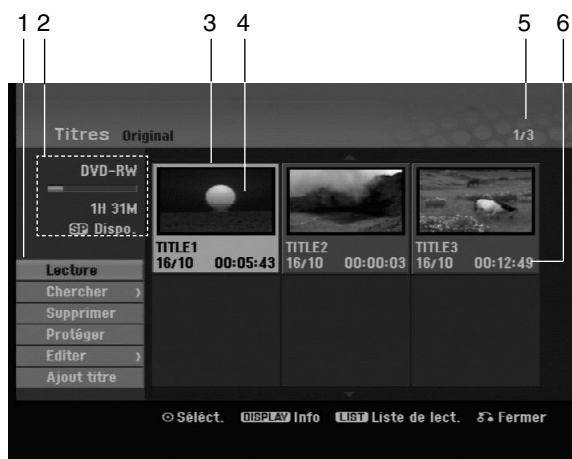 1 2 3 4 5 6
Titres Original 1/3
DVD-RW
1H 31M
SP Dispo.
TITLE1
16/10 00:05:43
TITLE2
16/10 00:00:03
TITLE3
16/10 00:12:49
Lecture
Chercher
Supprimer
Protéger
Editer
Ajout titre
Séléct. DISPLAY Info LIST Liste de lect. Fermer